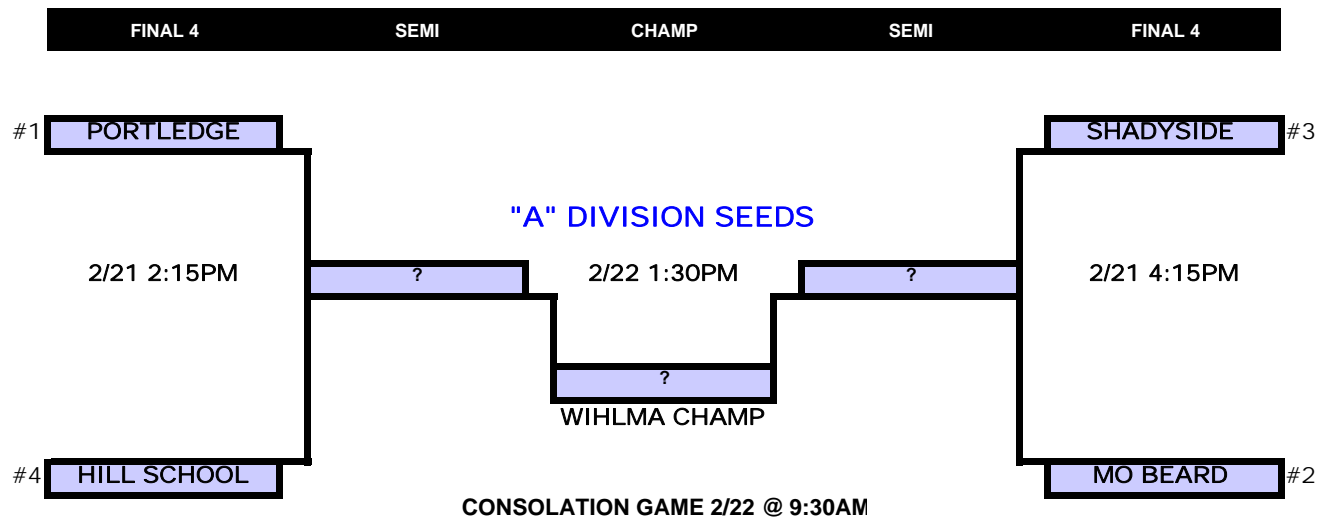 FINAL 4 SEMI CHAMP SEMI FINAL 4
#1 PORTLEDGE SHADYSIDE #3
"A" DIVISION SEEDS
2/21 2:15PM ? 2/22 1:30PM ? 2/21 4:15PM
?
WIHLMA CHAMP
#4 HILL SCHOOL MO BEARD #2
CONSOLATION GAME 2/22 @ 9:30AM